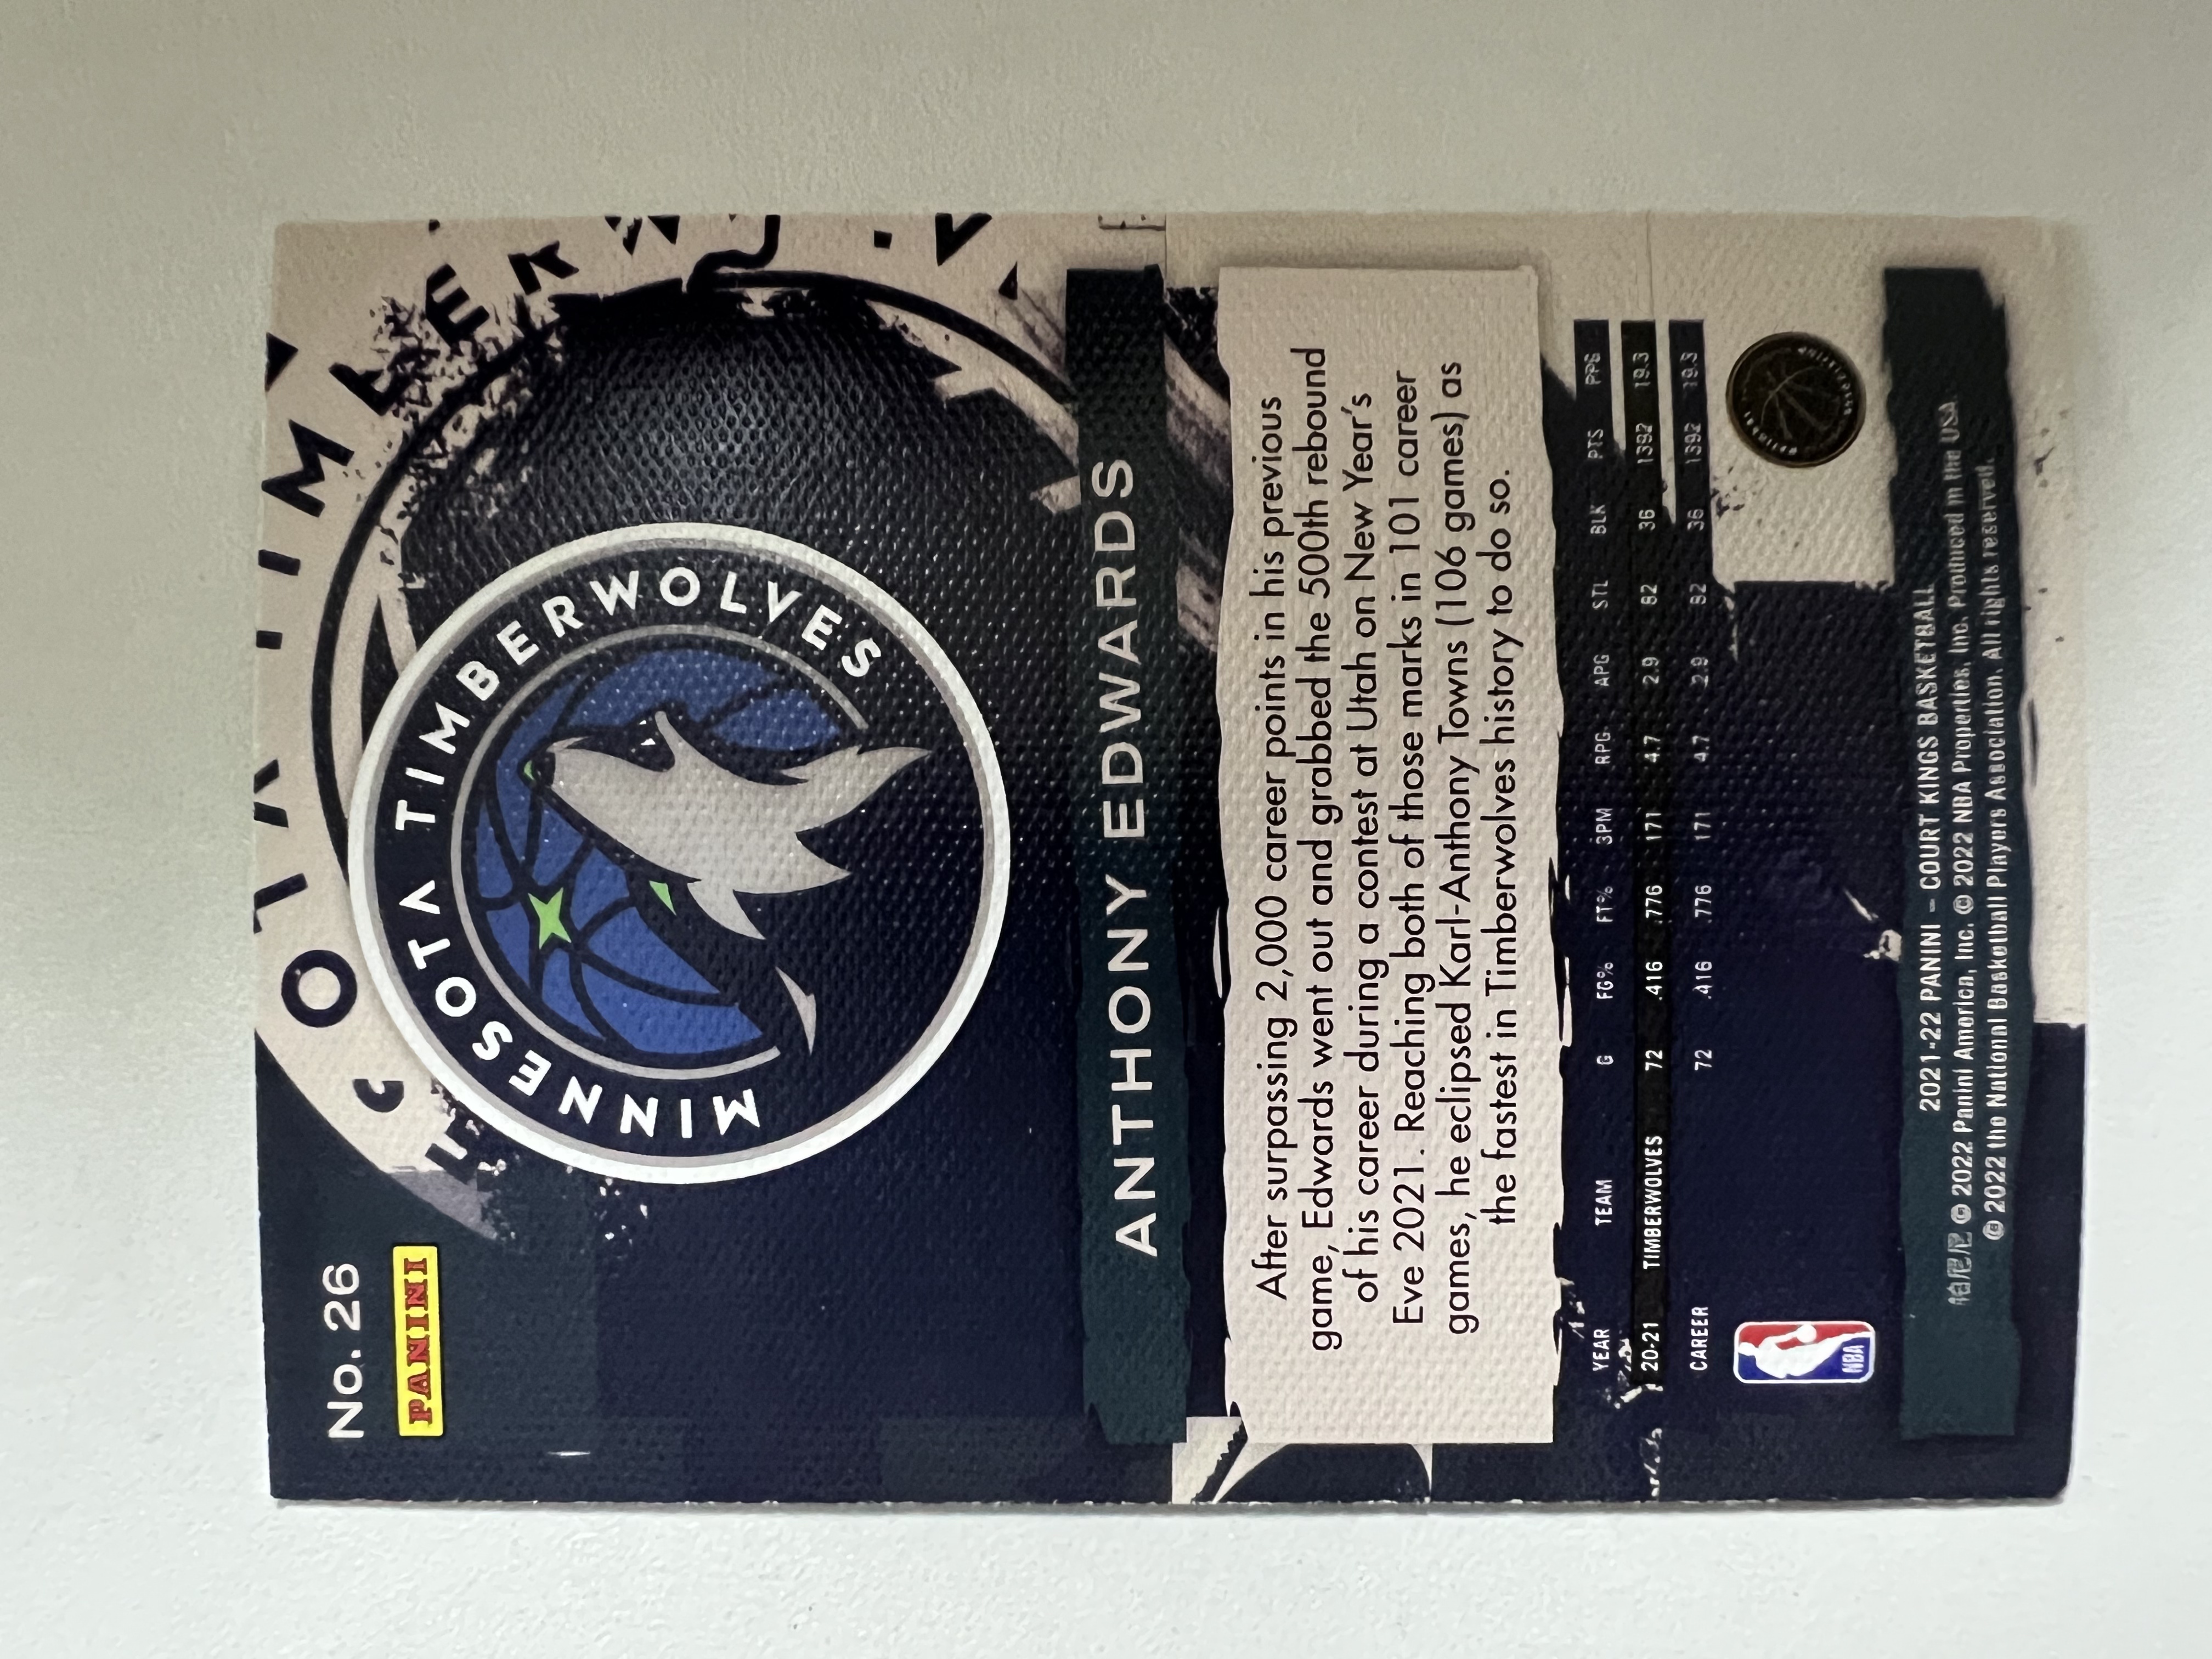 No. 26
PANINI
MINNESOTA TIMBERWOLVES
ANTHONY EDWARDS
After surpassing 2,000 career points in his previous
game, Edwards went out and grabbed the 500th rebound
of his career during a contest at Utah on New Year's
Eve 2021. Reaching both of those marks in 101 career
games, he eclipsed Karl-Anthony Towns (106 games) as
the fastest in Timberwolves history to do so.
YEAR TEAM G FG% FT% 3PM RPG APG STL BLK PTS PPG
20-21 TIMBERWOLVES 72 .416 .776 171 4.7 2.9 82 36 1392 19.3
CAREER 72 .416 .776 171 4.7 2.9 82 36 1392 19.3
NBA
2021-22 PANINI – COURT KINGS BASKETBALL
帕尼尼 © 2022 Panini America, Inc. © 2022 NBA Properties, Inc. Produced in the USA.
© 2022 the National Basketball Players Association. All rights reserved.